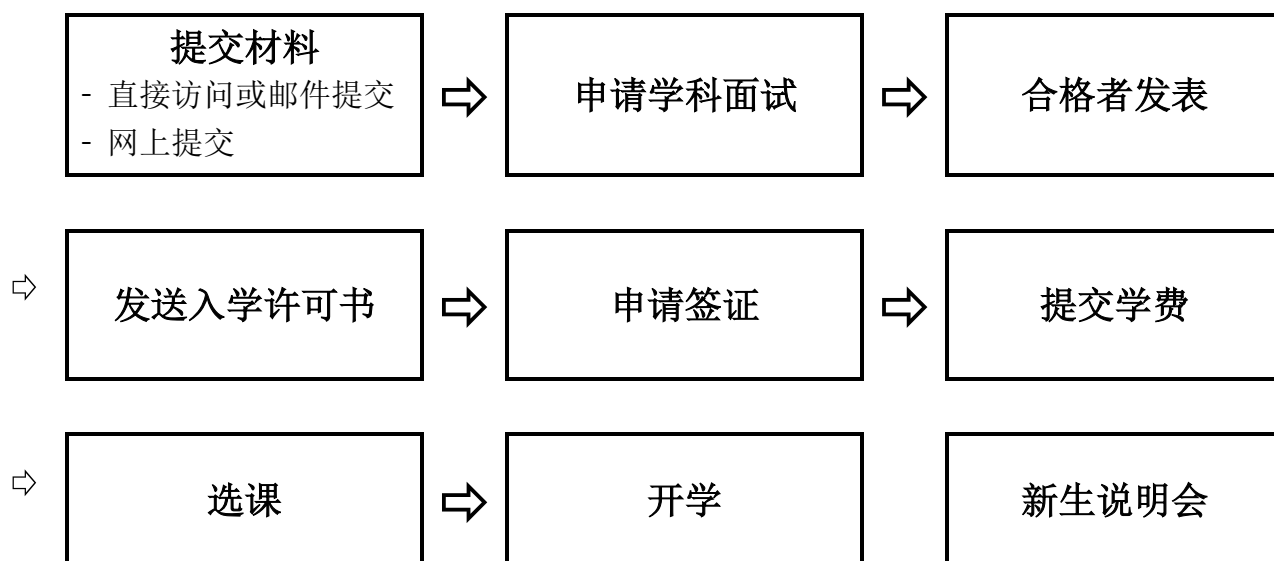 提交材料
- 直接访问或邮件提交
- 网上提交
⇨
申请学科面试
⇨
合格者发表
⇨
发送入学许可书
⇨
申请签证
⇨
提交学费
⇨
选课
⇨
开学
新生说明会